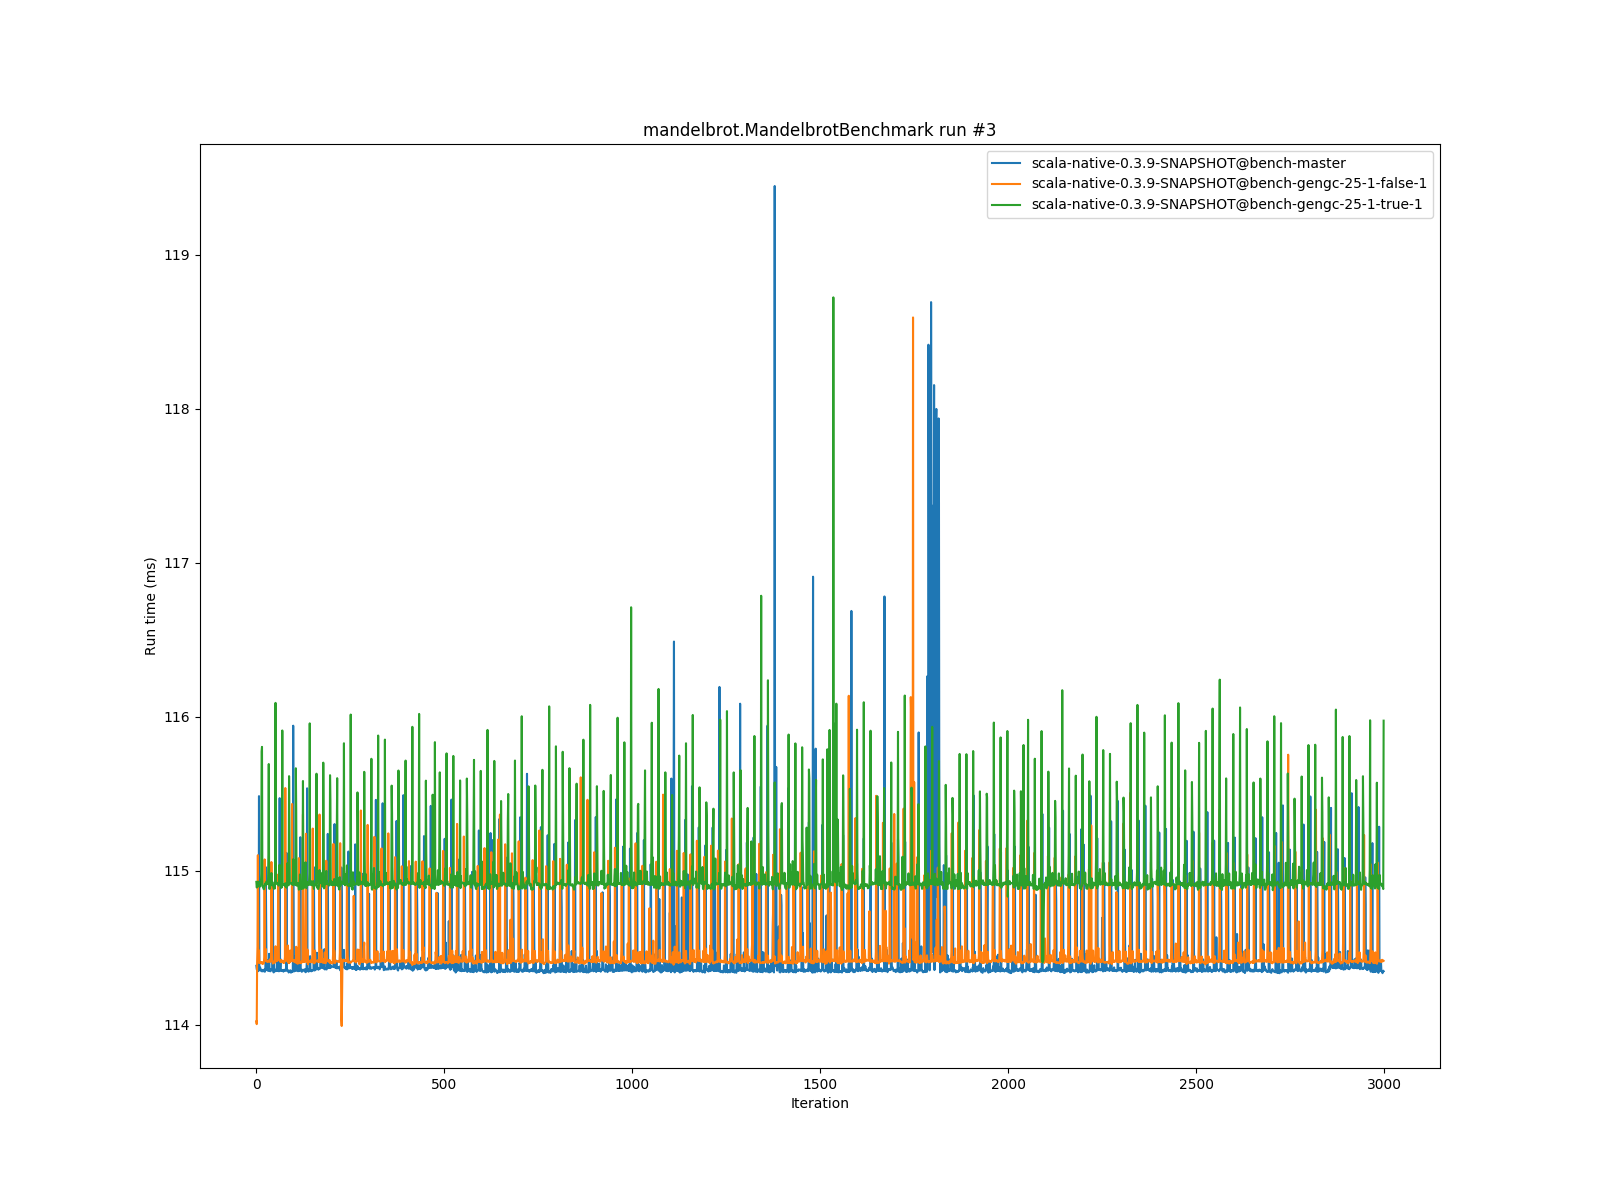 mandelbrot.MandelbrotBenchmark run #3
scala-native-0.3.9-SNAPSHOT@bench-master
scala-native-0.3.9-SNAPSHOT@bench-gengc-25-1-false-1
scala-native-0.3.9-SNAPSHOT@bench-gengc-25-1-true-1
119
118
117
116
115
114
Run time (ms)
0 500 1000 1500 2000 2500 3000
Iteration